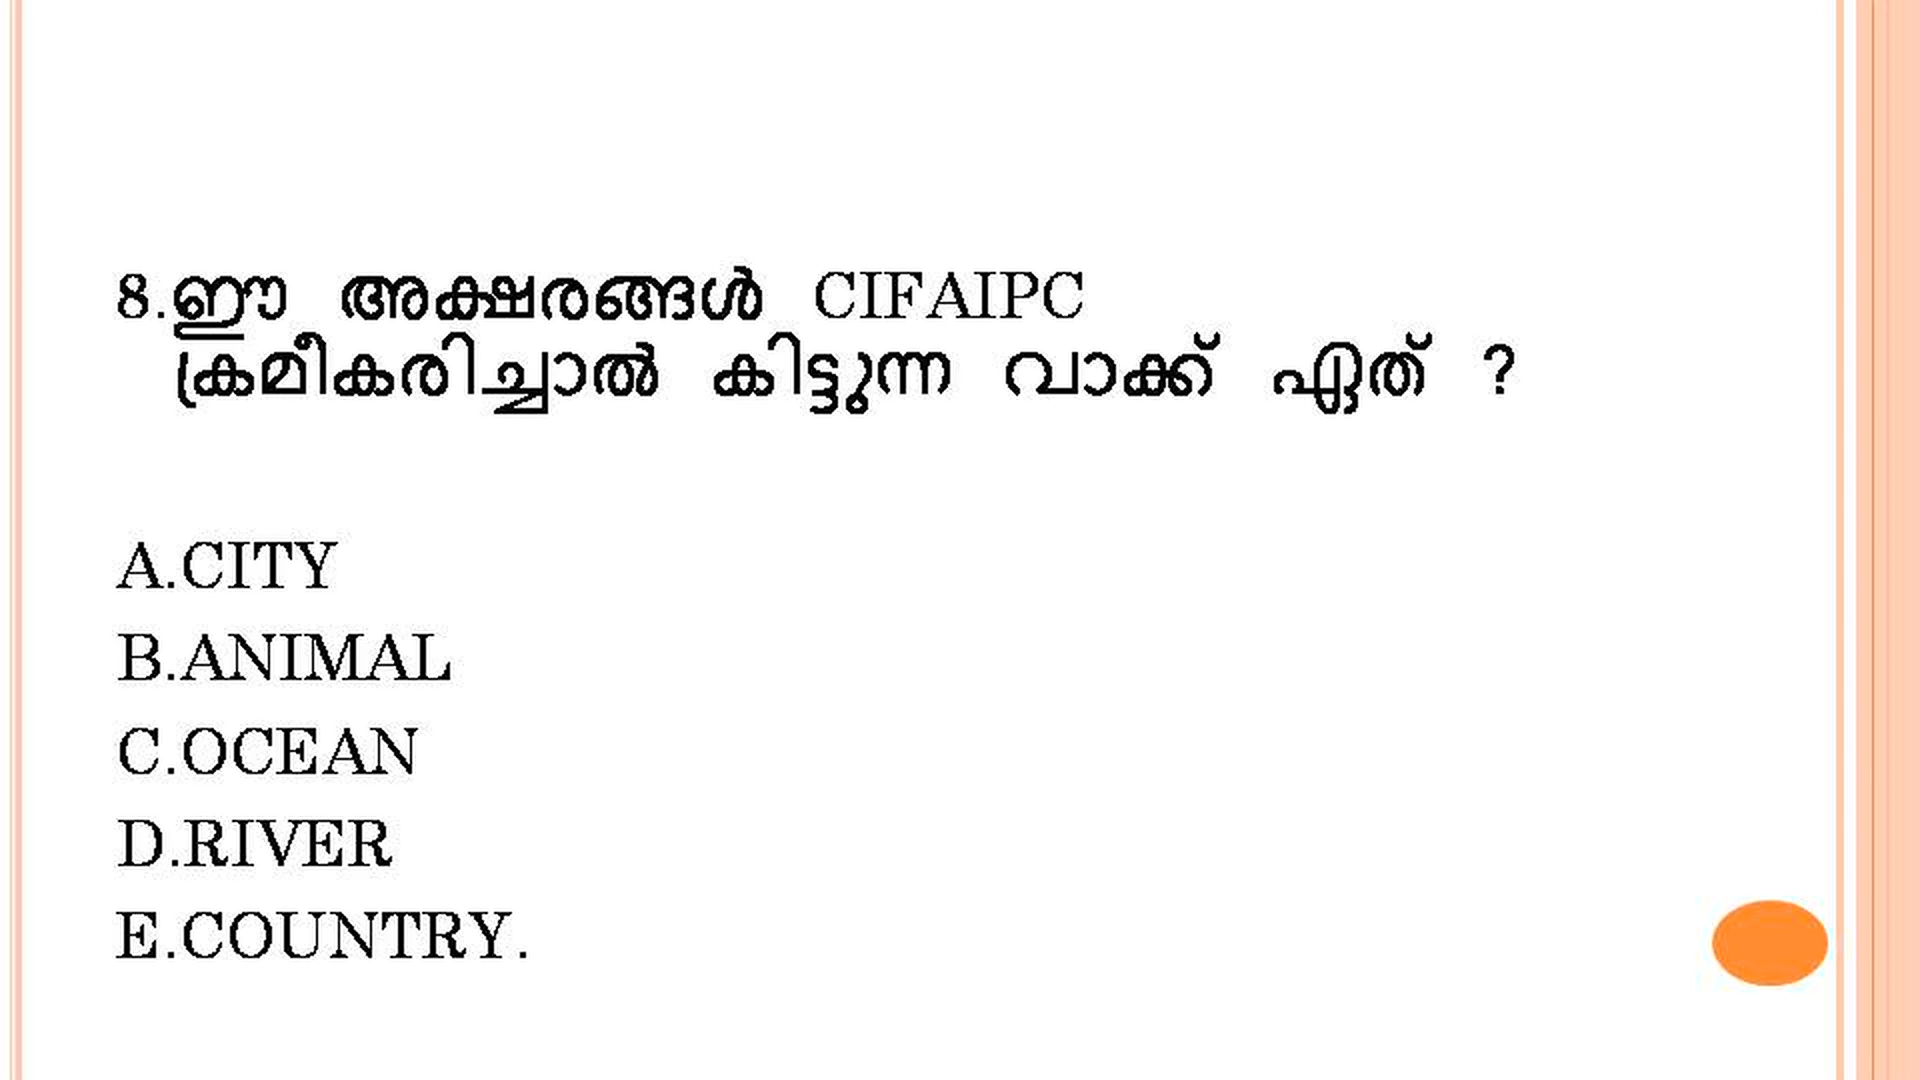 8.ഈ അക്ഷരങ്ങൾ CIFAIPC
ക്രമീകരിച്ചാൽ കിട്ടുന്ന വാക്ക് ഏത് ?
A.CITY
B.ANIMAL
C.OCEAN
D.RIVER
E.COUNTRY.